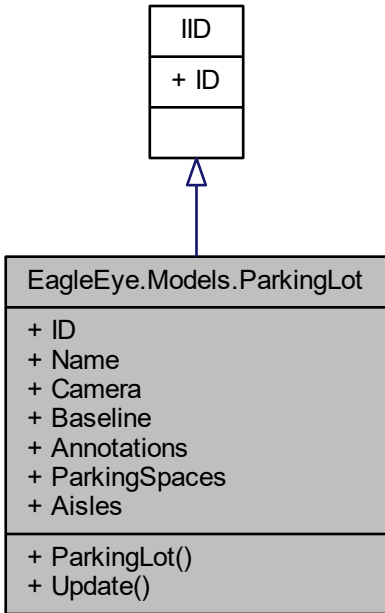 IID
+ ID
EagleEye.Models.ParkingLot
+ ID
+ Name
+ Camera
+ Baseline
+ Annotations
+ ParkingSpaces
+ Aisles
+ ParkingLot()
+ Update()